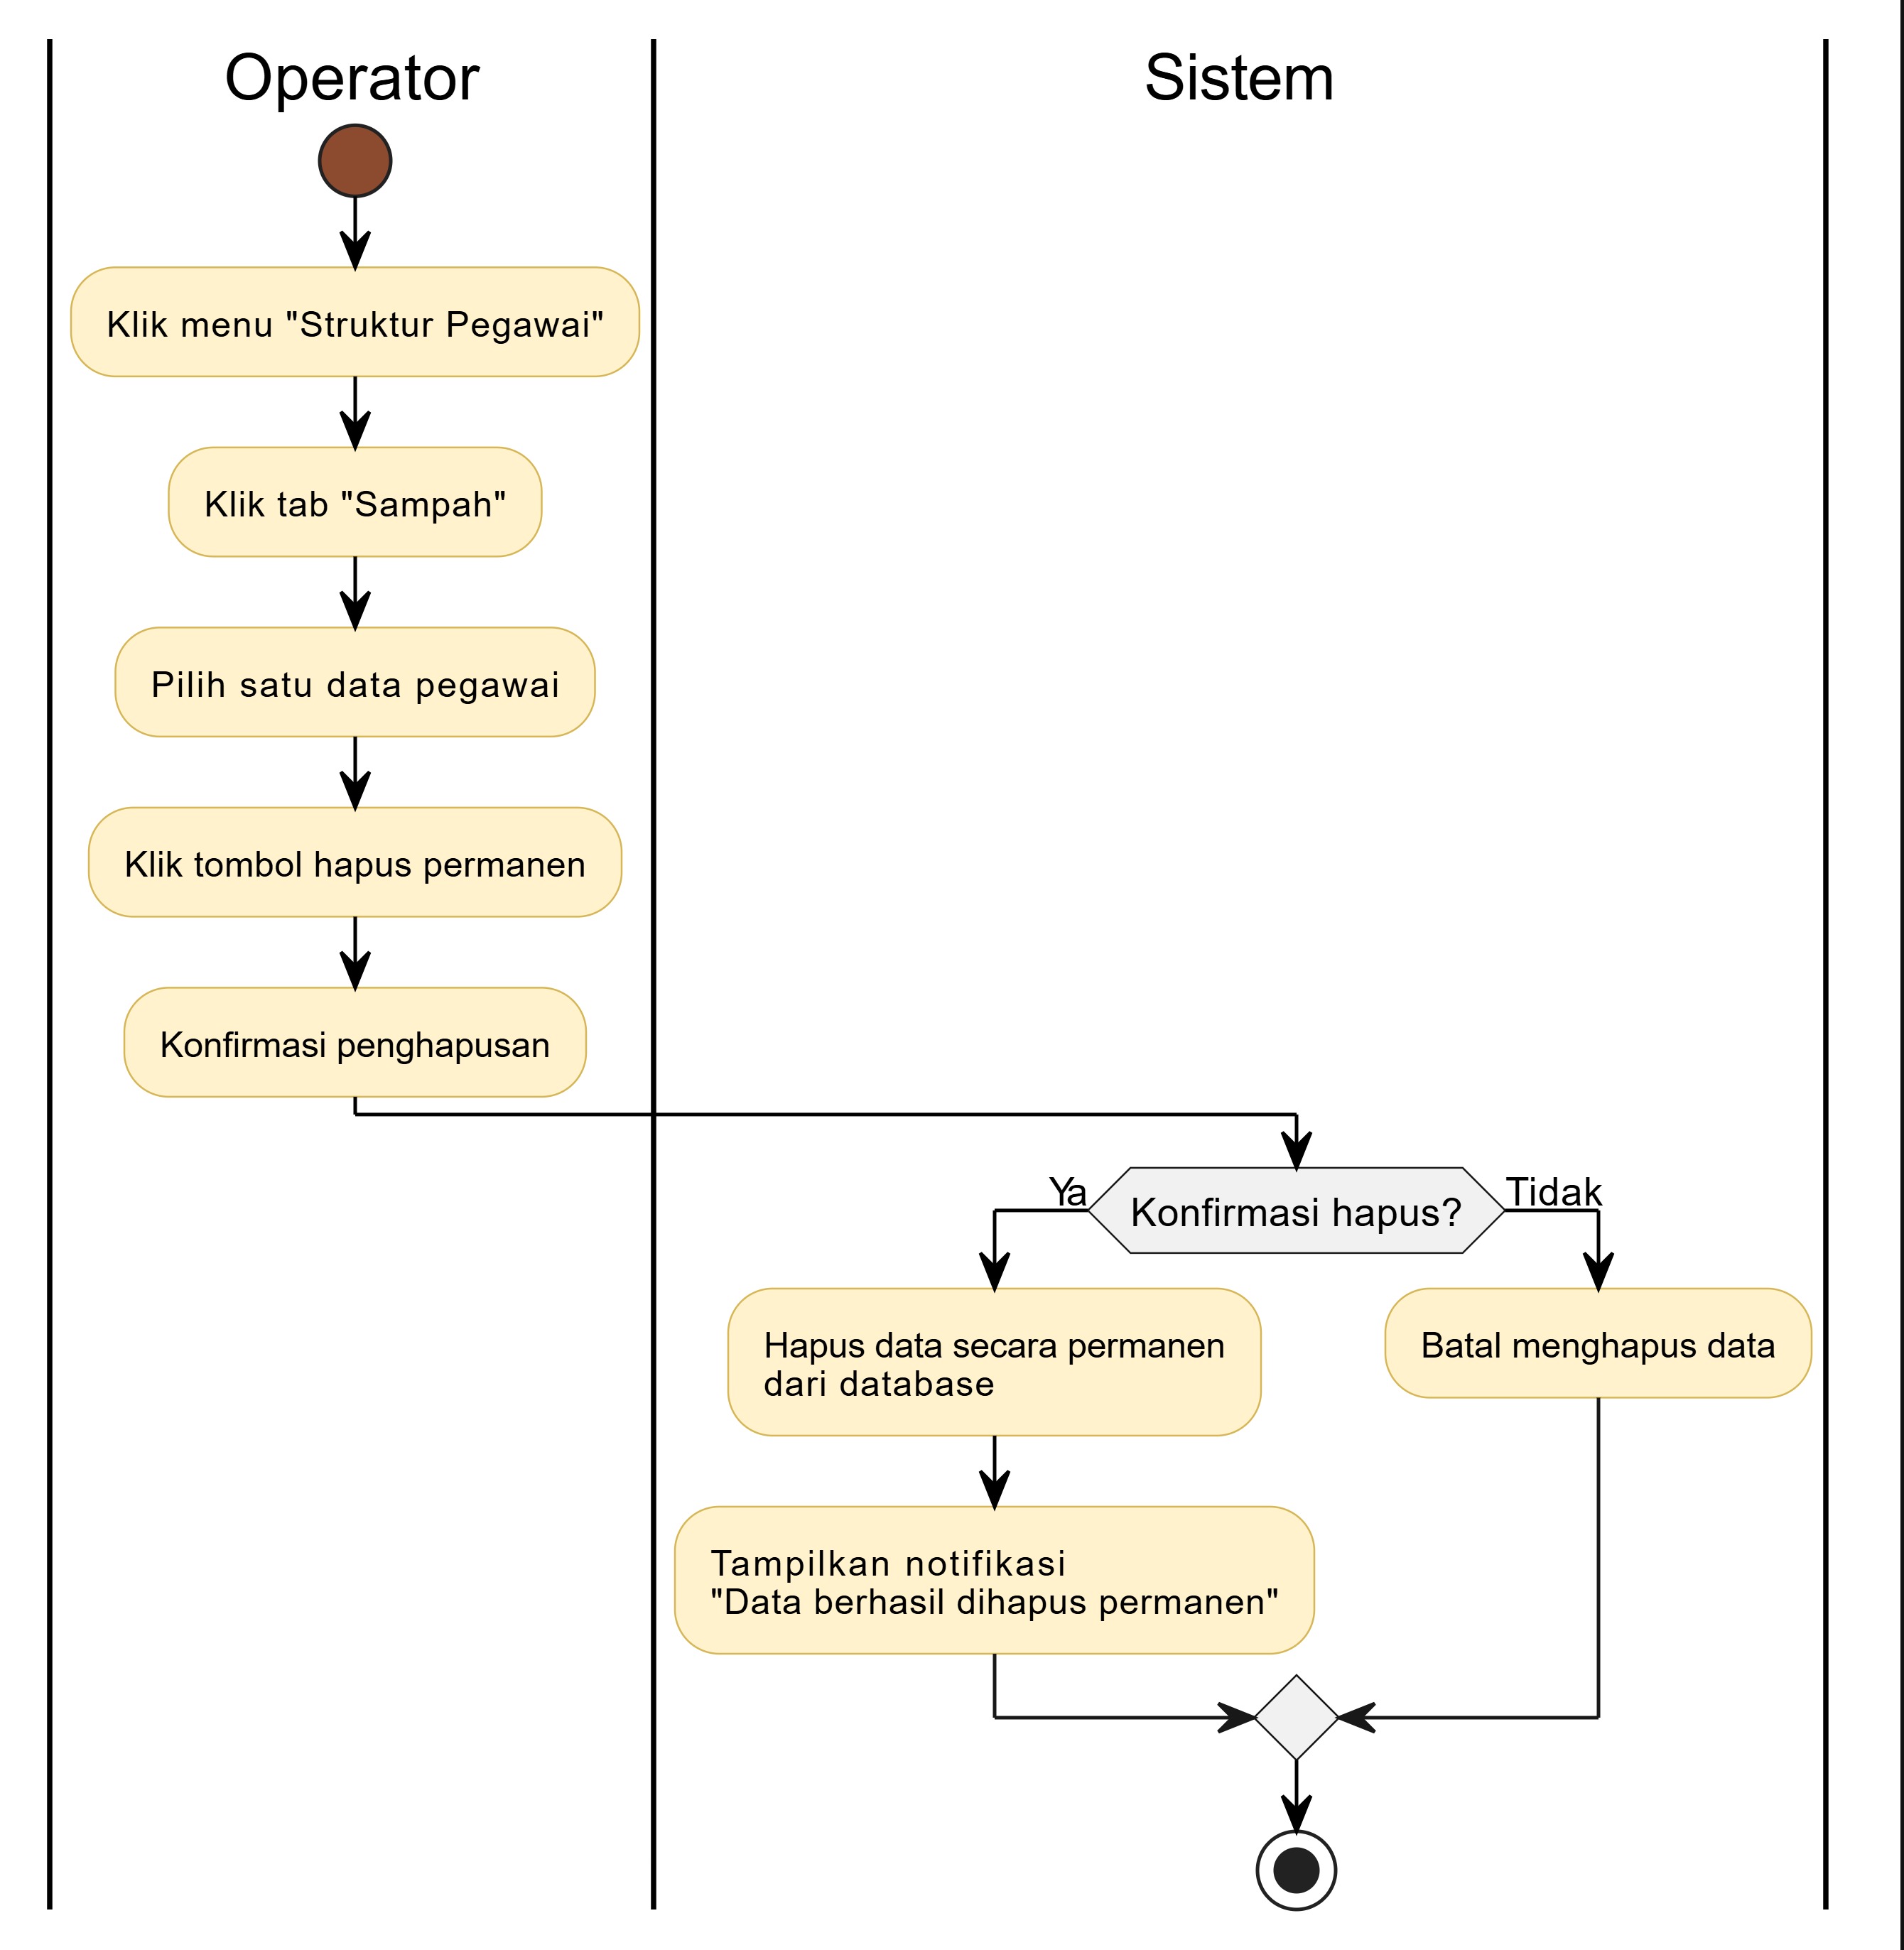 Operator
Sistem
Klik menu "Struktur Pegawai"
Klik tab "Sampah"
Pilih satu data pegawai
Klik tombol hapus permanen
Konfirmasi penghapusan
Ya
Konfirmasi hapus?
Tidak
Hapus data secara permanen
dari database
Batal menghapus data
Tampilkan notifikasi
"Data berhasil dihapus permanen"